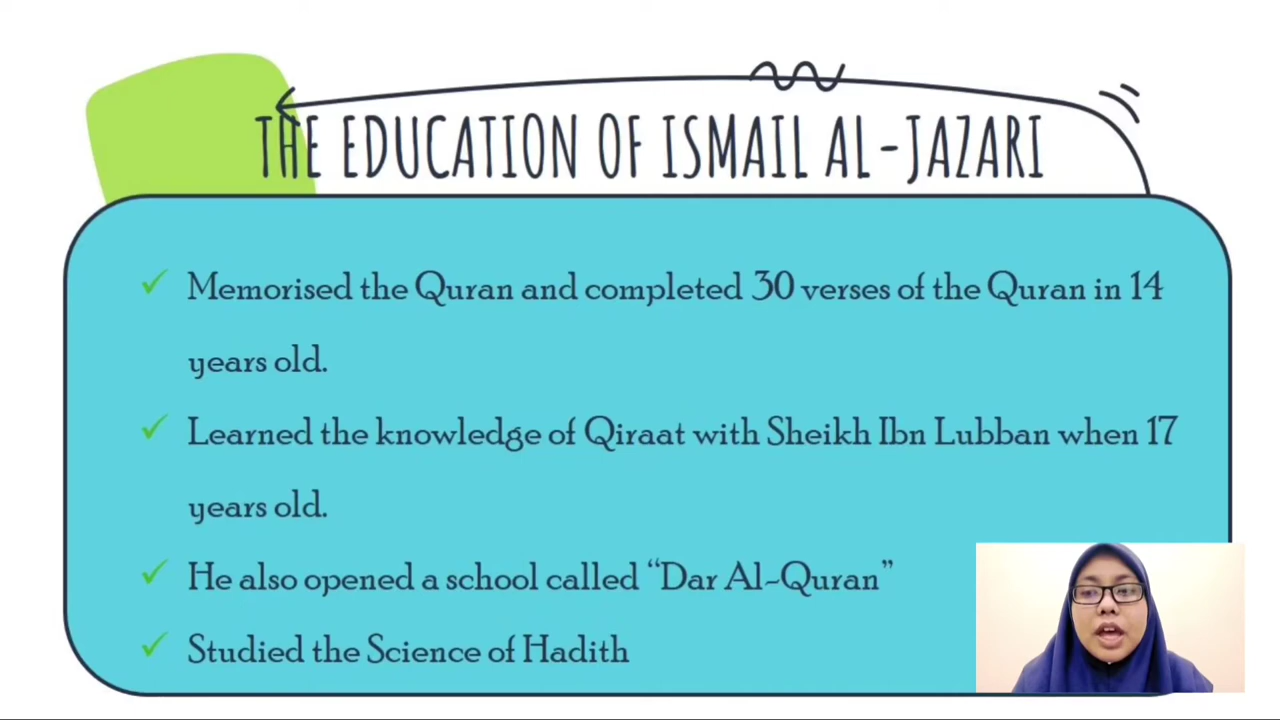 THE EDUCATION OF ISMAIL AL-JAZARI
Memorised the Quran and completed 30 verses of the Quran in 14
years old.
Learned the knowledge of Qiraat with Sheikh Ibn Lubban when 17
years old.
He also opened a school called “Dar Al-Quran”
Studied the Science of Hadith